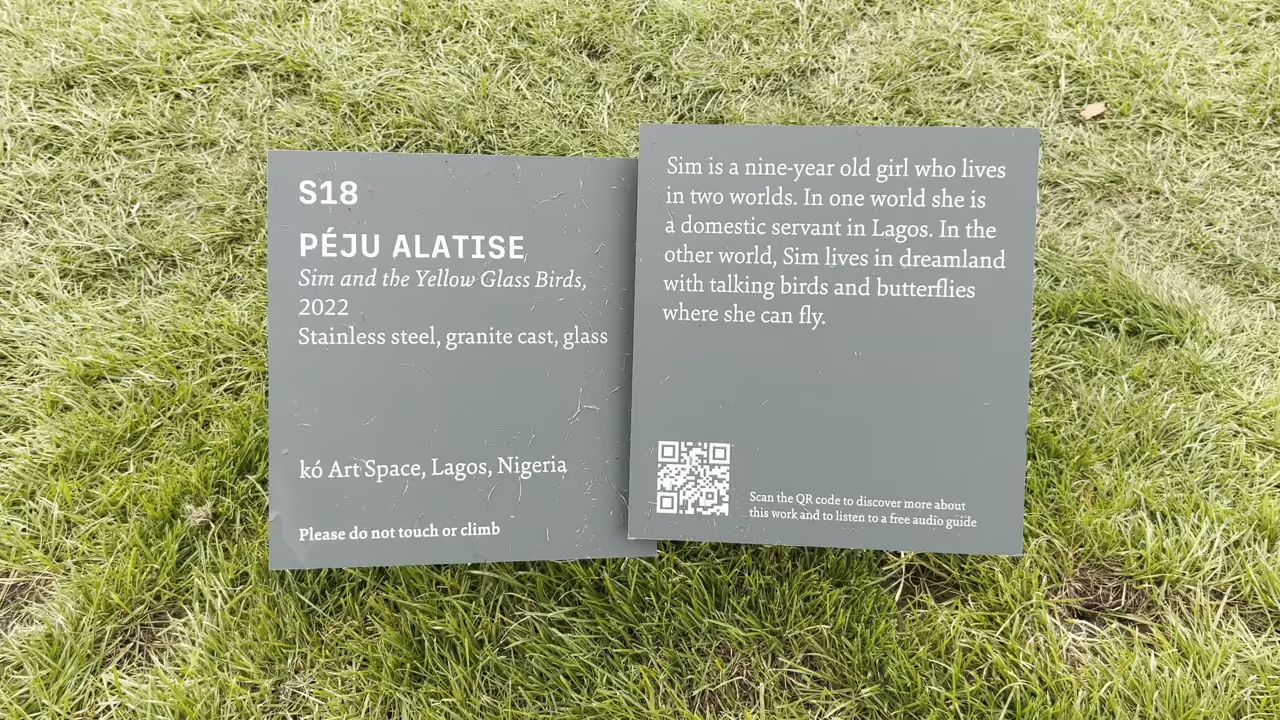 S18
PÉJU ALATISE
Sim and the Yellow Glass Birds,
2022
Stainless steel, granite cast, glass
kó Art Space, Lagos, Nigeria
Please do not touch or climb
Sim is a nine-year old girl who lives
in two worlds. In one world she is
a domestic servant in Lagos. In the
other world, Sim lives in dreamland
with talking birds and butterflies
where she can fly.
Scan the QR code to discover more about
this work and to listen to a free audio guide